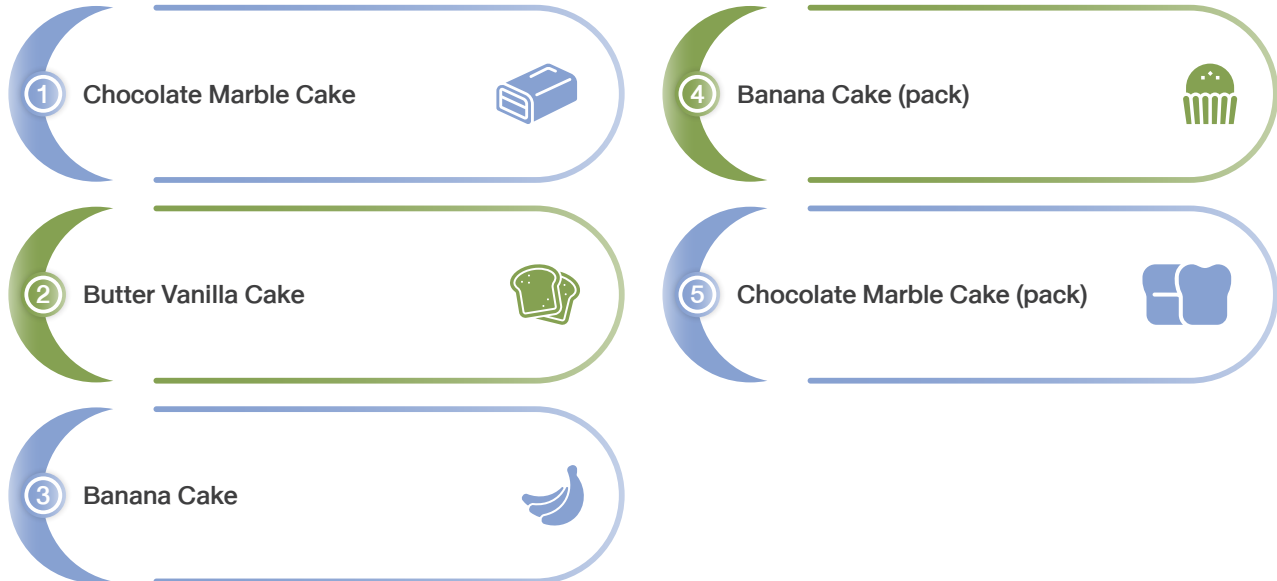 1 Chocolate Marble Cake
2 Butter Vanilla Cake
3 Banana Cake
4 Banana Cake (pack)
5 Chocolate Marble Cake (pack)